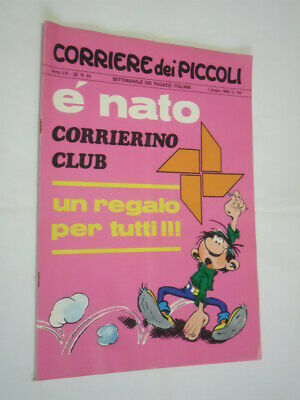 CORRIERE dei PICCOLI
SETTIMANALE DEI RAGAZZI ITALIANI
é nato
CORRIERINO
CLUB
un regalo
per tutti!!!